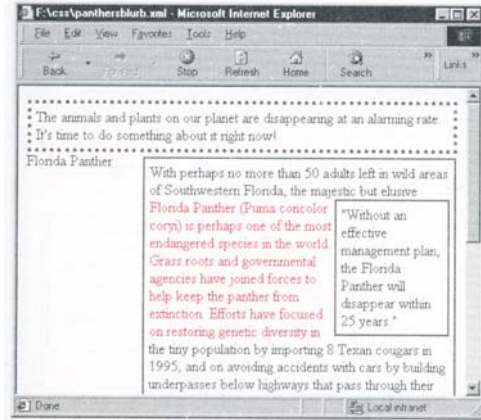 F:\css\panthersblurb.xml - Microsoft Internet Explorer
File Edit View Favorites Tools Help
Back Forward Stop Refresh Home Search » Links »
The animals and plants on our planet are disappearing at an alarming rate.
It's time to do something about it right now!
Florida Panther
With perhaps no more than 50 adults left in wild areas
of Southwestern Florida, the majestic but elusive
Florida Panther (Puma concolor
coryi) is perhaps one of the most
endangered species in the world
Grass roots and governmental
agencies have joined forces to
help keep the panther from
extinction. Efforts have focused
on restoring genetic diversity in
"Without an
effective
management plan,
the Florida
Panther will
disappear within
25 years."
the tiny population by importing 8 Texan cougars in
1995, and on avoiding accidents with cars by building
underpasses below highways that pass through their
Done
Local intranet